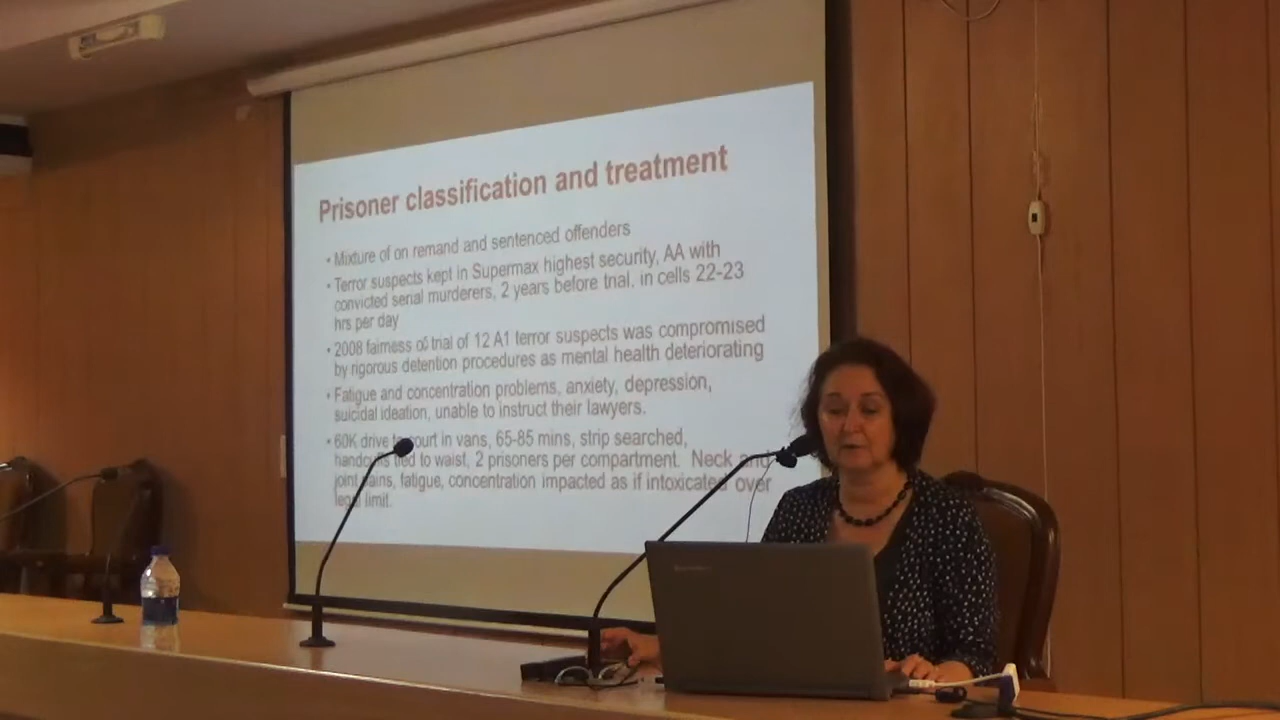 Prisoner classification and treatment
• Mixture of on remand and sentenced offenders
• Terror suspects kept in Supermax highest security, AA with
convicted serial murderers, 2 years before trial, in cells 22-23
hrs per day
• 2008 fairness of trial of 12 A1 terror suspects was compromised
by rigorous detention procedures as mental health deteriorating
• Fatigue and concentration problems, anxiety, depression,
suicidal ideation, unable to instruct their lawyers.
• 60K drive to court in vans, 65-85 mins, strip searched,
handcuffs tied to waist, 2 prisoners per compartment. Neck and
joint pains, fatigue, concentration impacted as if intoxicated over
legal limit.